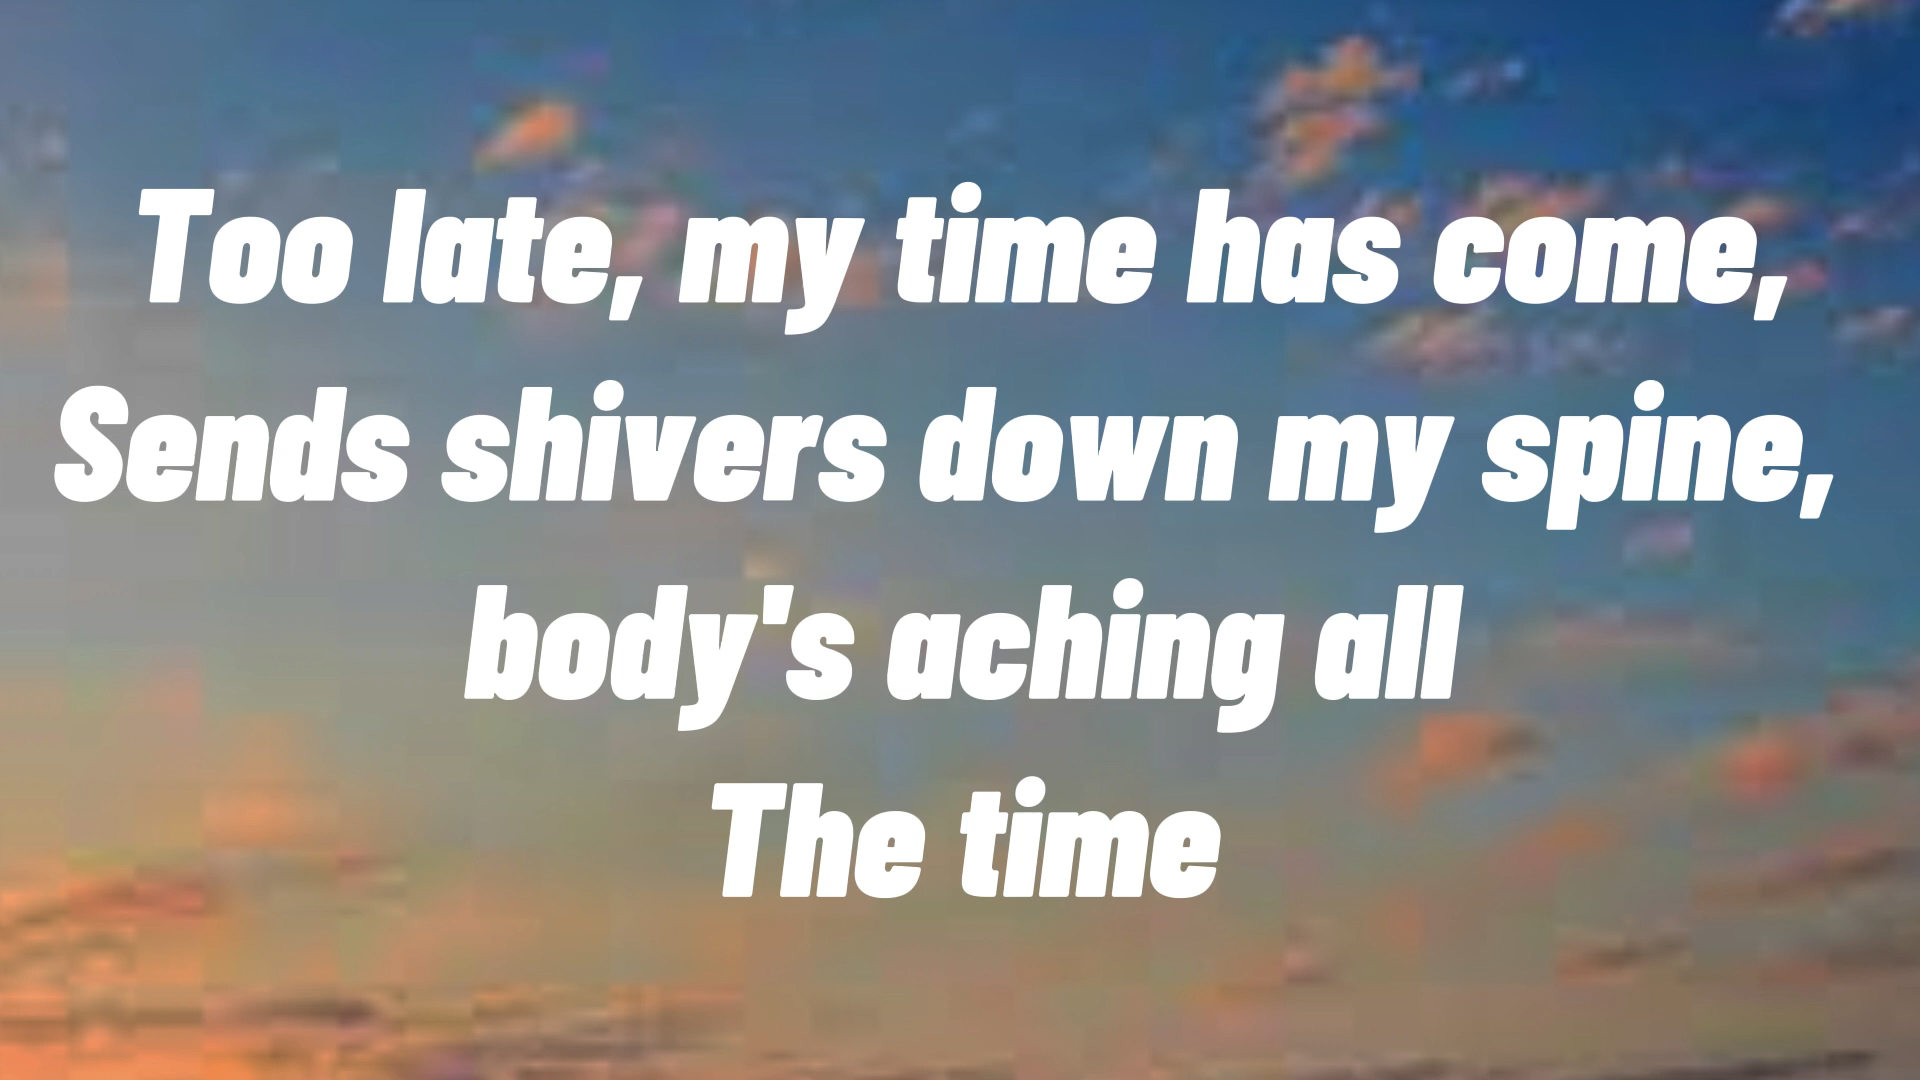 Too late, my time has come,
Sends shivers down my spine,
body's aching all
The time